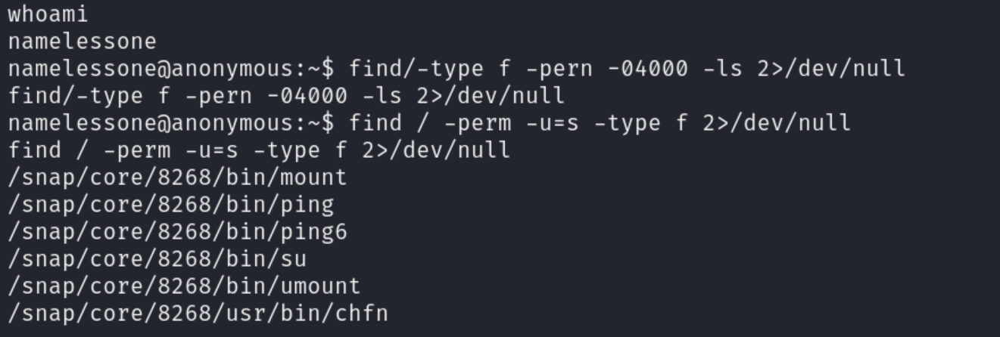 whoami
namelessone
namelessone@anonymous:~$ find/-type f -pern -04000 -ls 2>/dev/null
find/-type f -pern -04000 -ls 2>/dev/null
namelessone@anonymous:~$ find / -perm -u=s -type f 2>/dev/null
find / -perm -u=s -type f 2>/dev/null
/snap/core/8268/bin/mount
/snap/core/8268/bin/ping
/snap/core/8268/bin/ping6
/snap/core/8268/bin/su
/snap/core/8268/bin/umount
/snap/core/8268/usr/bin/chfn